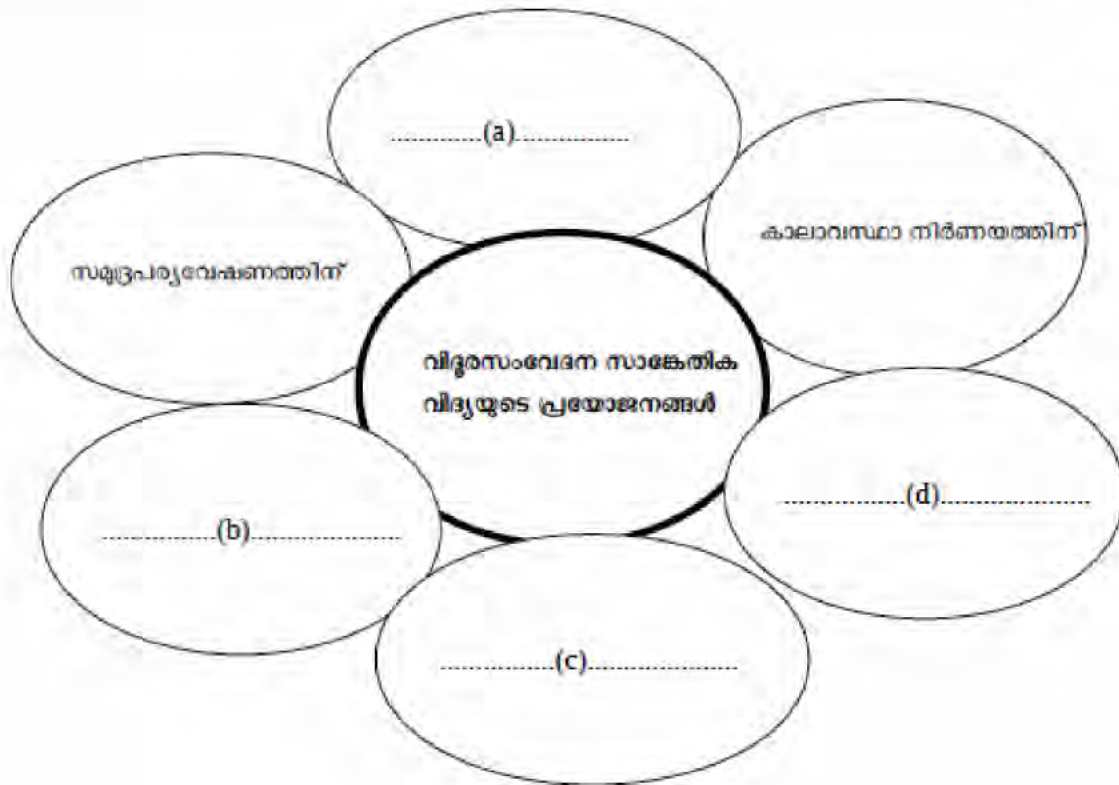 ............(a)...............
കാലാവസ്ഥാ നിർണയത്തിന്
സമുദ്രപര്യവേഷണത്തിന്
വിദൂരസംവേദന സാങ്കേതിക
വിദ്യയുടെ പ്രയോജനങ്ങൾ
...............(d)....................
...............(b)....................
...............(c)....................